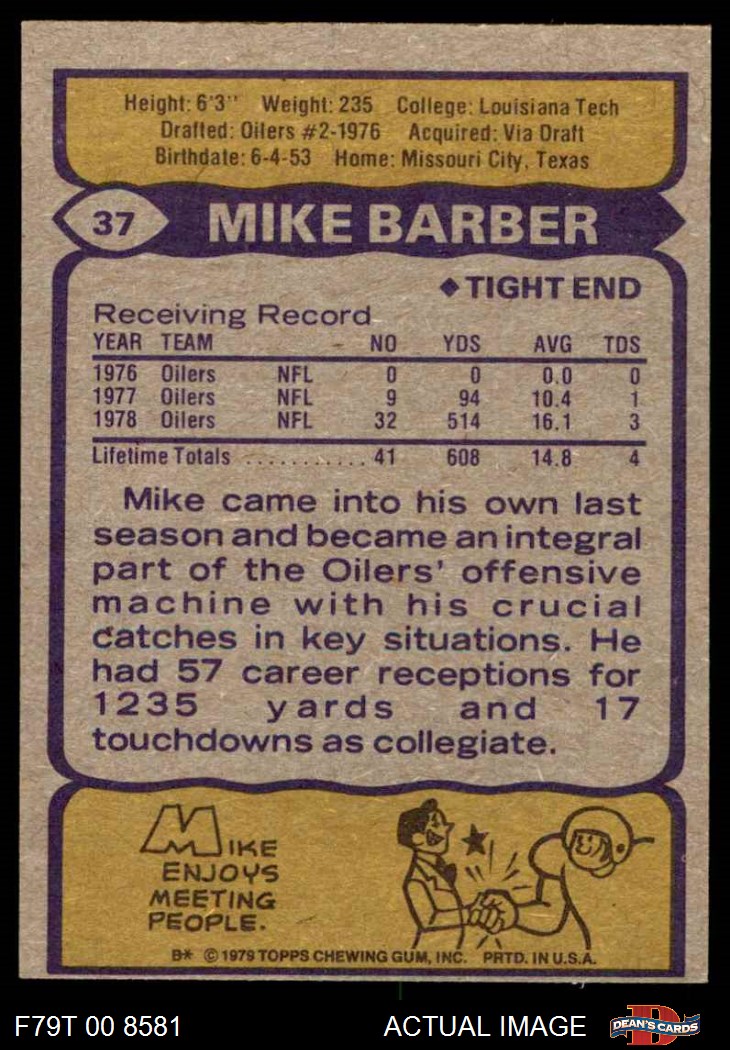 Height: 6'3" Weight: 235 College: Louisiana Tech
Drafted: Oilers #2-1976 Acquired: Via Draft
Birthdate: 6-4-53 Home: Missouri City, Texas
37 MIKE BARBER
◆TIGHT END
Receiving Record
YEAR TEAM NO YDS AVG TDS
1976 Oilers NFL 0 0 0.0 0
1977 Oilers NFL 9 94 10.4 1
1978 Oilers NFL 32 514 16.1 3
Lifetime Totals ........... 41 608 14.8 4
Mike came into his own last
season and became an integral
part of the Oilers' offensive
machine with his crucial
catches in key situations. He
had 57 career receptions for
1235 yards and 17
touchdowns as collegiate.
MIKE
ENJOYS
MEETING
PEOPLE.
B* © 1979 TOPPS CHEWING GUM, INC. PRTD. IN U.S.A.
F79T 00 8581 ACTUAL IMAGE DEAN'S CARDS